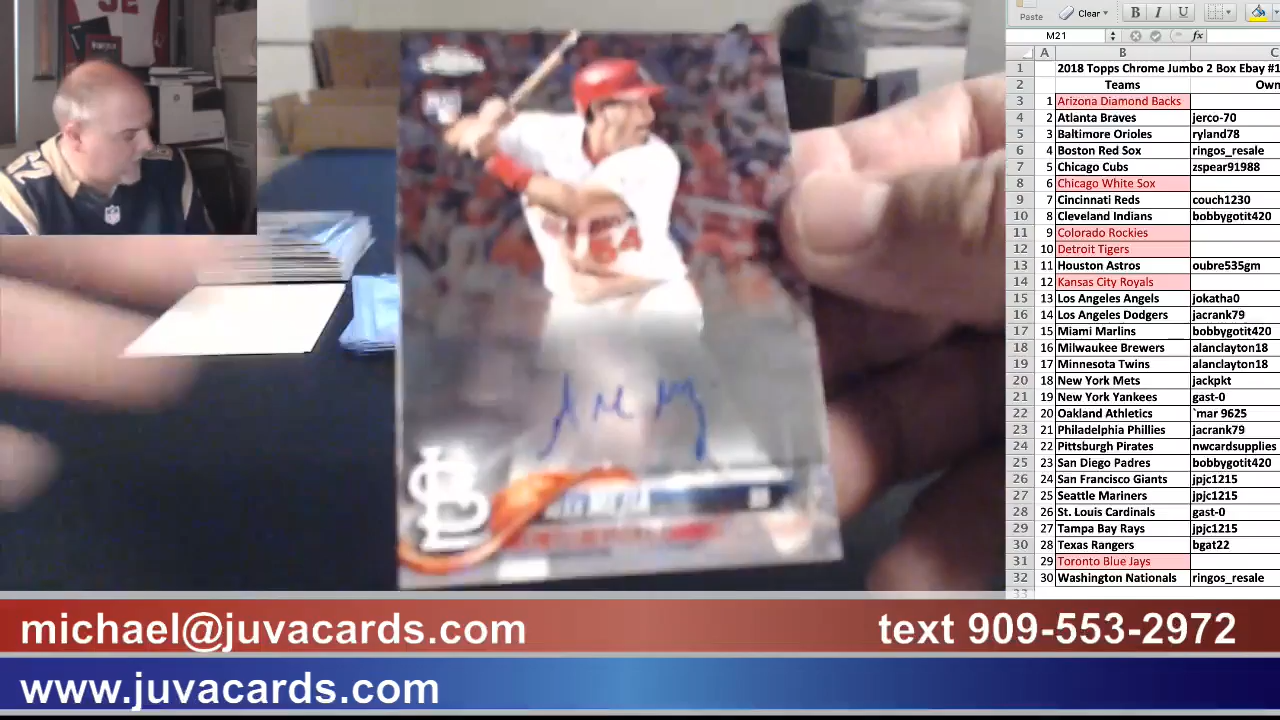 Paste
Clear
B I U
M21 fx
A B C
1 2018 Topps Chrome Jumbo 2 Box Ebay #1
2 Teams Own
3 1 Arizona Diamond Backs
4 2 Atlanta Braves jerco-70
5 3 Baltimore Orioles ryland78
6 4 Boston Red Sox ringos_resale
7 5 Chicago Cubs zspear91988
8 6 Chicago White Sox
9 7 Cincinnati Reds couch1230
10 8 Cleveland Indians bobbygotit420
11 9 Colorado Rockies
12 10 Detroit Tigers
13 11 Houston Astros oubre535gm
14 12 Kansas City Royals
15 13 Los Angeles Angels jokatha0
16 14 Los Angeles Dodgers jacrank79
17 15 Miami Marlins bobbygotit420
18 16 Milwaukee Brewers alanclayton18
19 17 Minnesota Twins alanclayton18
20 18 New York Mets jackpkt
21 19 New York Yankees gast-0
22 20 Oakland Athletics `mar 9625
23 21 Philadelphia Phillies jacrank79
24 22 Pittsburgh Pirates nwcardsupplies
25 23 San Diego Padres bobbygotit420
26 24 San Francisco Giants jpjc1215
27 25 Seattle Mariners jpjc1215
28 26 St. Louis Cardinals gast-0
29 27 Tampa Bay Rays jpjc1215
30 28 Texas Rangers bgat22
31 29 Toronto Blue Jays
32 30 Washington Nationals ringos_resale
33
54
michael@juvacards.com
text 909-553-2972
www.juvacards.com